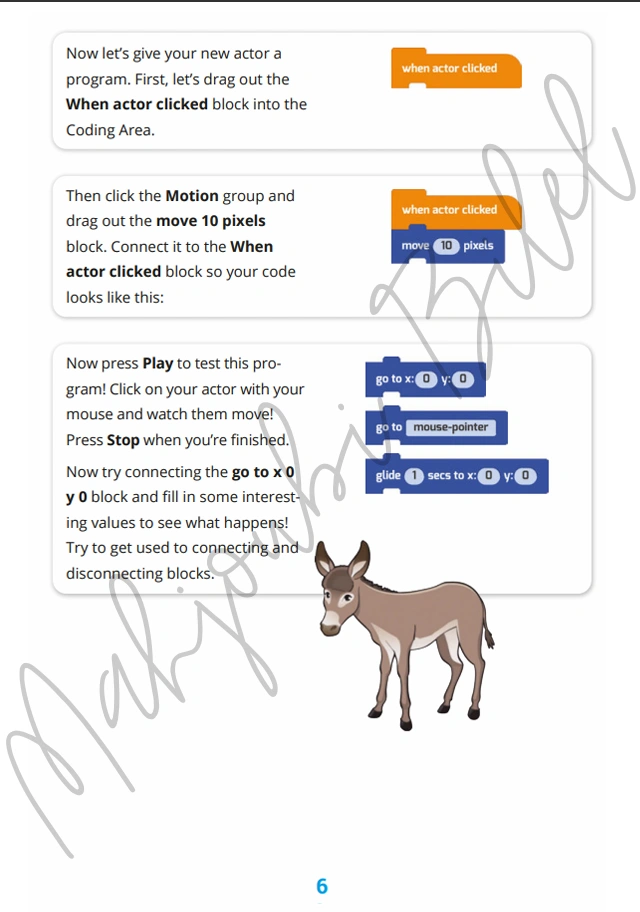 Now let's give your new actor a
program. First, let's drag out the
When actor clicked block into the
Coding Area.
when actor clicked
Then click the Motion group and
drag out the move 10 pixels
block. Connect it to the When
actor clicked block so your code
looks like this:
when actor clicked
move 10 pixels
Now press Play to test this pro-
gram! Click on your actor with your
mouse and watch them move!
Press Stop when you're finished.
Now try connecting the go to x 0
y 0 block and fill in some interest-
ing values to see what happens!
Try to get used to connecting and
disconnecting blocks.
go to x: 0 y: 0
go to mouse-pointer
glide 1 secs to x: 0 y: 0
Mahjoubi Bilel
6